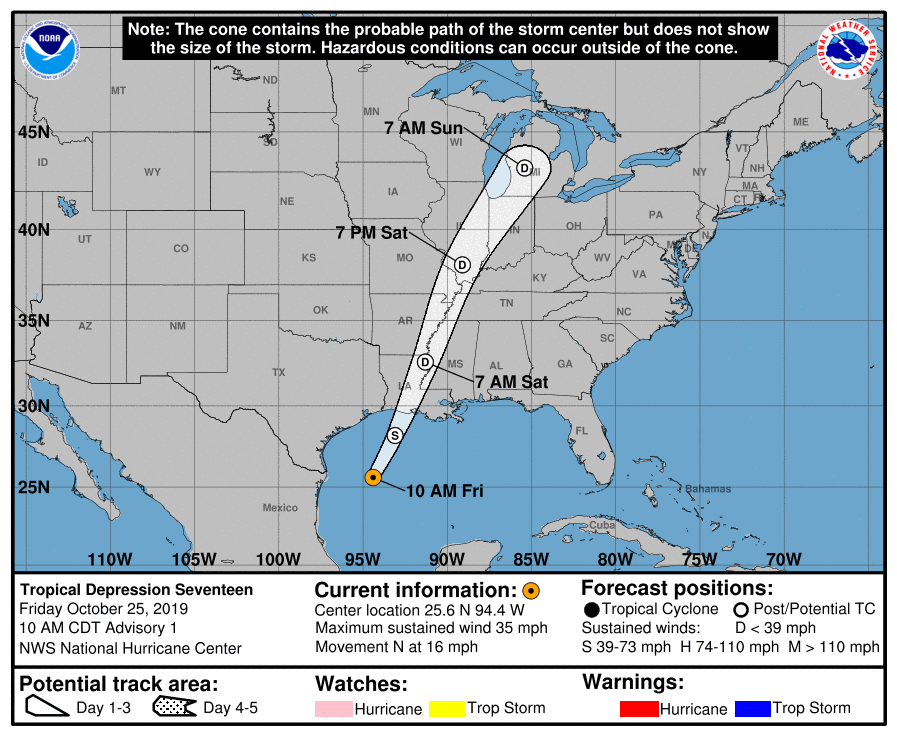 Note: The cone contains the probable path of the storm center but does not show
the size of the storm. Hazardous conditions can occur outside of the cone.
NOAA
NATIONAL WEATHER SERVICE
MT
ND
MN
ME
7 AM Sun
45N
SD
WI
VT
ID
WY
D
MI
NY
NH
MA
IA
CT
RI
NE
40N
7 PM Sat
IL
IN
OH
PA
NJ
UT
CO
KS
MO
D
WV
MD
DE
VA
KY
35N
OK
TN
NC
AZ
NM
AR
SC
D
MS
AL
GA
TX
LA
7 AM Sat
30N
S
FL
25N
10 AM Fri
Bahamas
Mexico
Cuba
110W
105W
100W
95W
90W
85W
80W
75W
70W
Tropical Depression Seventeen
Friday October 25, 2019
10 AM CDT Advisory 1
NWS National Hurricane Center
Current information:
Center location 25.6 N 94.4 W
Maximum sustained wind 35 mph
Movement N at 16 mph
Forecast positions:
Tropical Cyclone
Post/Potential TC
Sustained winds:
D < 39 mph
S 39-73 mph H 74-110 mph M > 110 mph
Potential track area:
Day 1-3
Day 4-5
Watches:
Hurricane
Trop Storm
Warnings:
Hurricane
Trop Storm